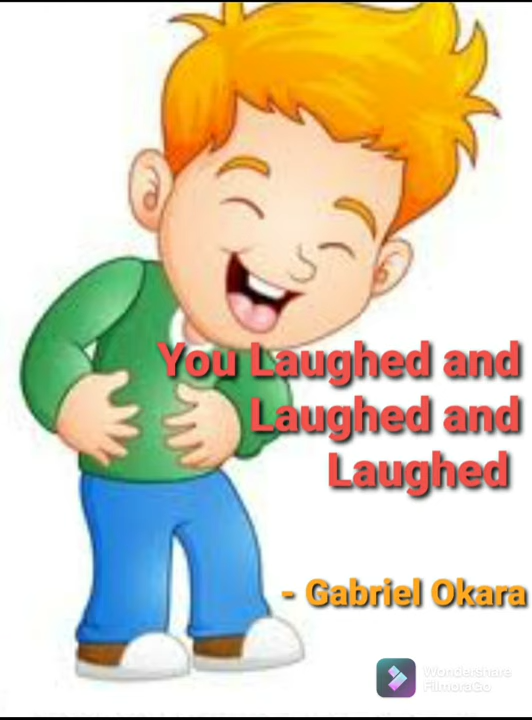 You Laughed and
Laughed and
Laughed
- Gabriel Okara
Wondershare
FilmoraGo